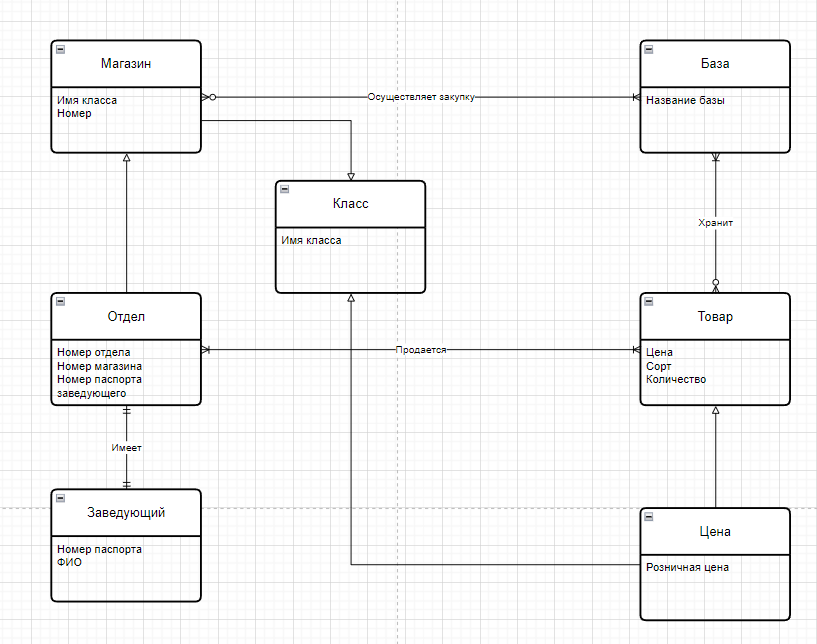 Магазин
Имя класса
Номер
Осуществляет закупку
База
Название базы
Класс
Имя класса
Хранит
Отдел
Номер отдела
Номер магазина
Номер паспорта
заведующего
Продается
Товар
Цена
Сорт
Количество
Имеет
Заведующий
Номер паспорта
ФИО
Цена
Розничная цена